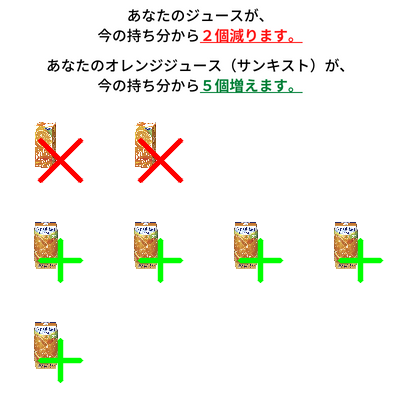 あなたのジュースが、
今の持ち分から２個減ります。
あなたのオレンジジュース（サンキスト）が、
今の持ち分から５個増えます。